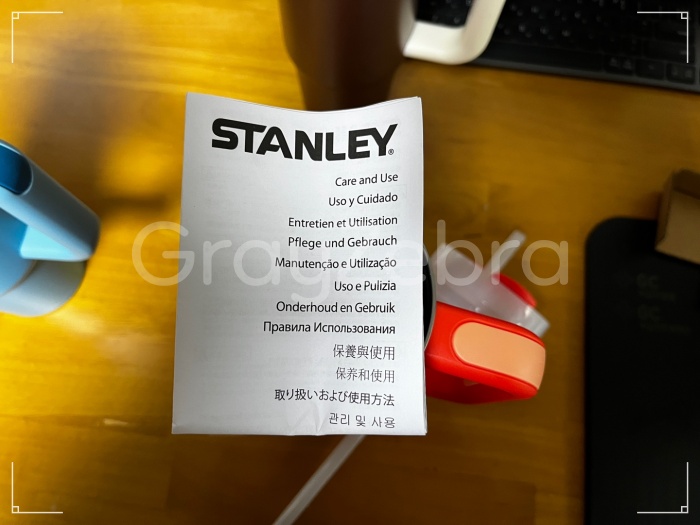 STANLEY®
Care and Use
Uso y Cuidado
Entretien et Utilisation
Pflege und Gebrauch
Manutenção e Utilização
Uso e Pulizia
Onderhoud en Gebruik
Правила Использования
保養與使用
保养和使用
取り扱いおよび使用方法
관리 및 사용